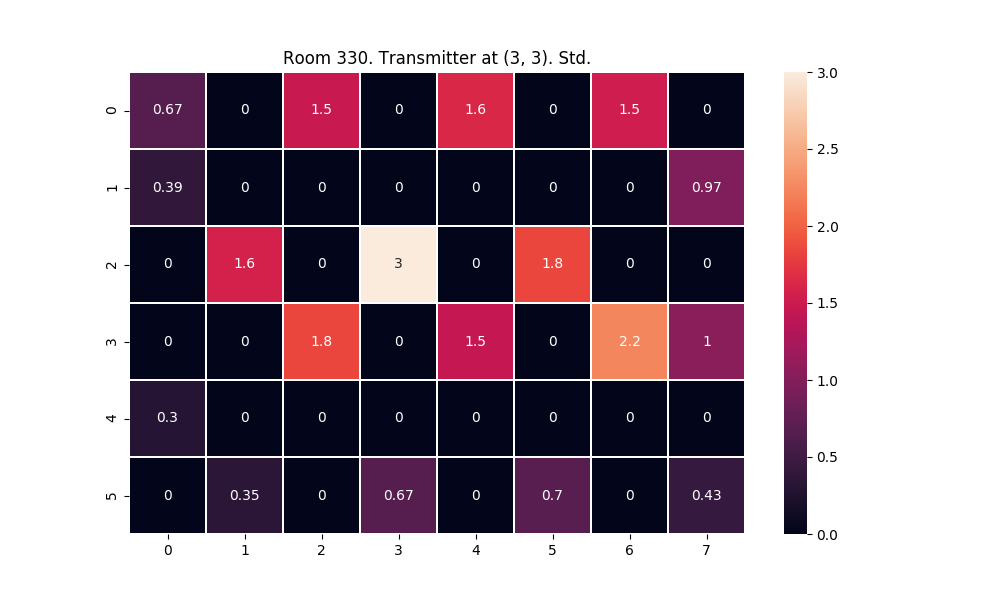 Room 330. Transmitter at (3, 3). Std.
0 0.67 0 1.5 0 1.6 0 1.5 0
1 0.39 0 0 0 0 0 0 0.97
2 0 1.6 0 3 0 1.8 0 0
3 0 0 1.8 0 1.5 0 2.2 1
4 0.3 0 0 0 0 0 0 0
5 0 0.35 0 0.67 0 0.7 0 0.43
0 1 2 3 4 5 6 7
3.0
2.5
2.0
1.5
1.0
0.5
0.0